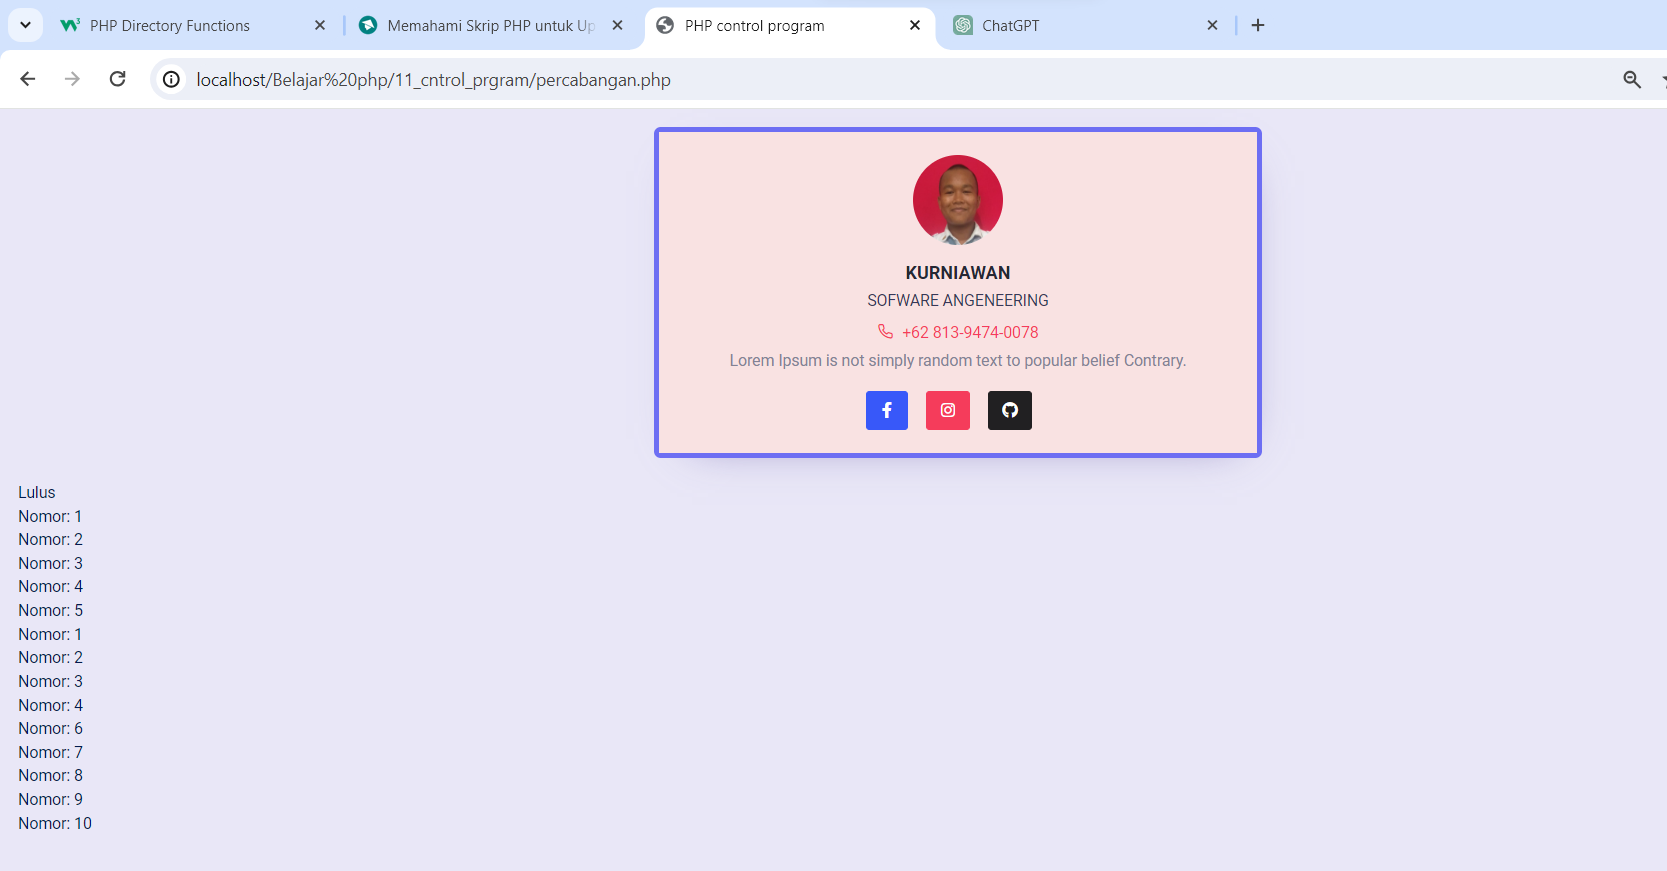 PHP Directory Functions
Memahami Skrip PHP untuk Up
PHP control program
ChatGPT
localhost/Belajar%20php/11_cntrol_prgram/percabangan.php
KURNIAWAN
SOFWARE ANGENEERING
+62 813-9474-0078
Lorem Ipsum is not simply random text to popular belief Contrary.
Lulus
Nomor: 1
Nomor: 2
Nomor: 3
Nomor: 4
Nomor: 5
Nomor: 1
Nomor: 2
Nomor: 3
Nomor: 4
Nomor: 6
Nomor: 7
Nomor: 8
Nomor: 9
Nomor: 10